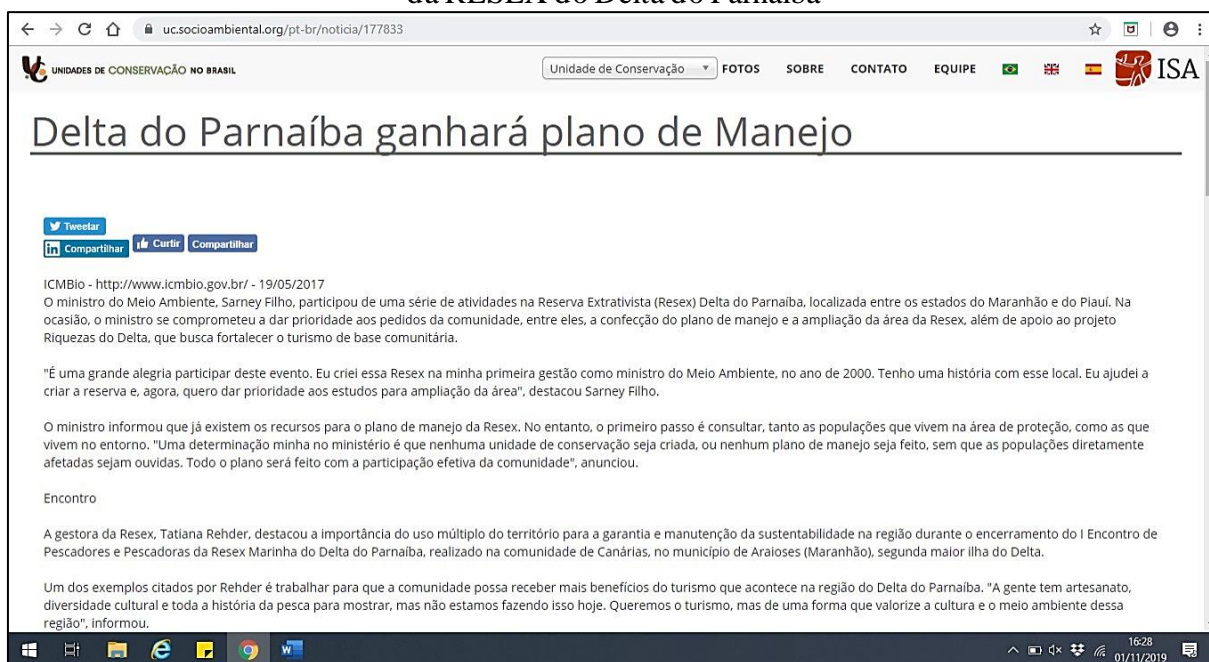 da RESEX do Delta do Parnaíba
uc.socioambiental.org/pt-br/noticia/177833
UNIDADES DE CONSERVAÇÃO NO BRASIL
Unidade de Conservação FOTOS SOBRE CONTATO EQUIPE ISA
Delta do Parnaíba ganhará plano de Manejo
Tweetar
in Compartilhar Curtir Compartilhar
ICMBio - http://www.icmbio.gov.br/ - 19/05/2017
O ministro do Meio Ambiente, Sarney Filho, participou de uma série de atividades na Reserva Extrativista (Resex) Delta do Parnaíba, localizada entre os estados do Maranhão e do Piauí. Na
ocasião, o ministro se comprometeu a dar prioridade aos pedidos da comunidade, entre eles, a confecção do plano de manejo e a ampliação da área da Resex, além de apoio ao projeto
Riquezas do Delta, que busca fortalecer o turismo de base comunitária.
"É uma grande alegria participar deste evento. Eu criei essa Resex na minha primeira gestão como ministro do Meio Ambiente, no ano de 2000. Tenho uma história com esse local. Eu ajudei a
criar a reserva e, agora, quero dar prioridade aos estudos para ampliação da área", destacou Sarney Filho.
O ministro informou que já existem os recursos para o plano de manejo da Resex. No entanto, o primeiro passo é consultar, tanto as populações que vivem na área de proteção, como as que
vivem no entorno. "Uma determinação minha no ministério é que nenhuma unidade de conservação seja criada, ou nenhum plano de manejo seja feito, sem que as populações diretamente
afetadas sejam ouvidas. Todo o plano será feito com a participação efetiva da comunidade", anunciou.
Encontro
A gestora da Resex, Tatiana Rehder, destacou a importância do uso múltiplo do território para a garantia e manutenção da sustentabilidade na região durante o encerramento do I Encontro de
Pescadores e Pescadoras da Resex Marinha do Delta do Parnaíba, realizado na comunidade de Canárias, no município de Araioses (Maranhão), segunda maior ilha do Delta.
Um dos exemplos citados por Rehder é trabalhar para que a comunidade possa receber mais benefícios do turismo que acontece na região do Delta do Parnaíba. "A gente tem artesanato,
diversidade cultural e toda a história da pesca para mostrar, mas não estamos fazendo isso hoje. Queremos o turismo, mas de uma forma que valorize a cultura e o meio ambiente dessa
região", informou.
16:28
01/11/2019